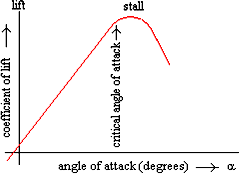 lift
stall
coefficient of lift
critical angle of attack
angle of attack (degrees) → α